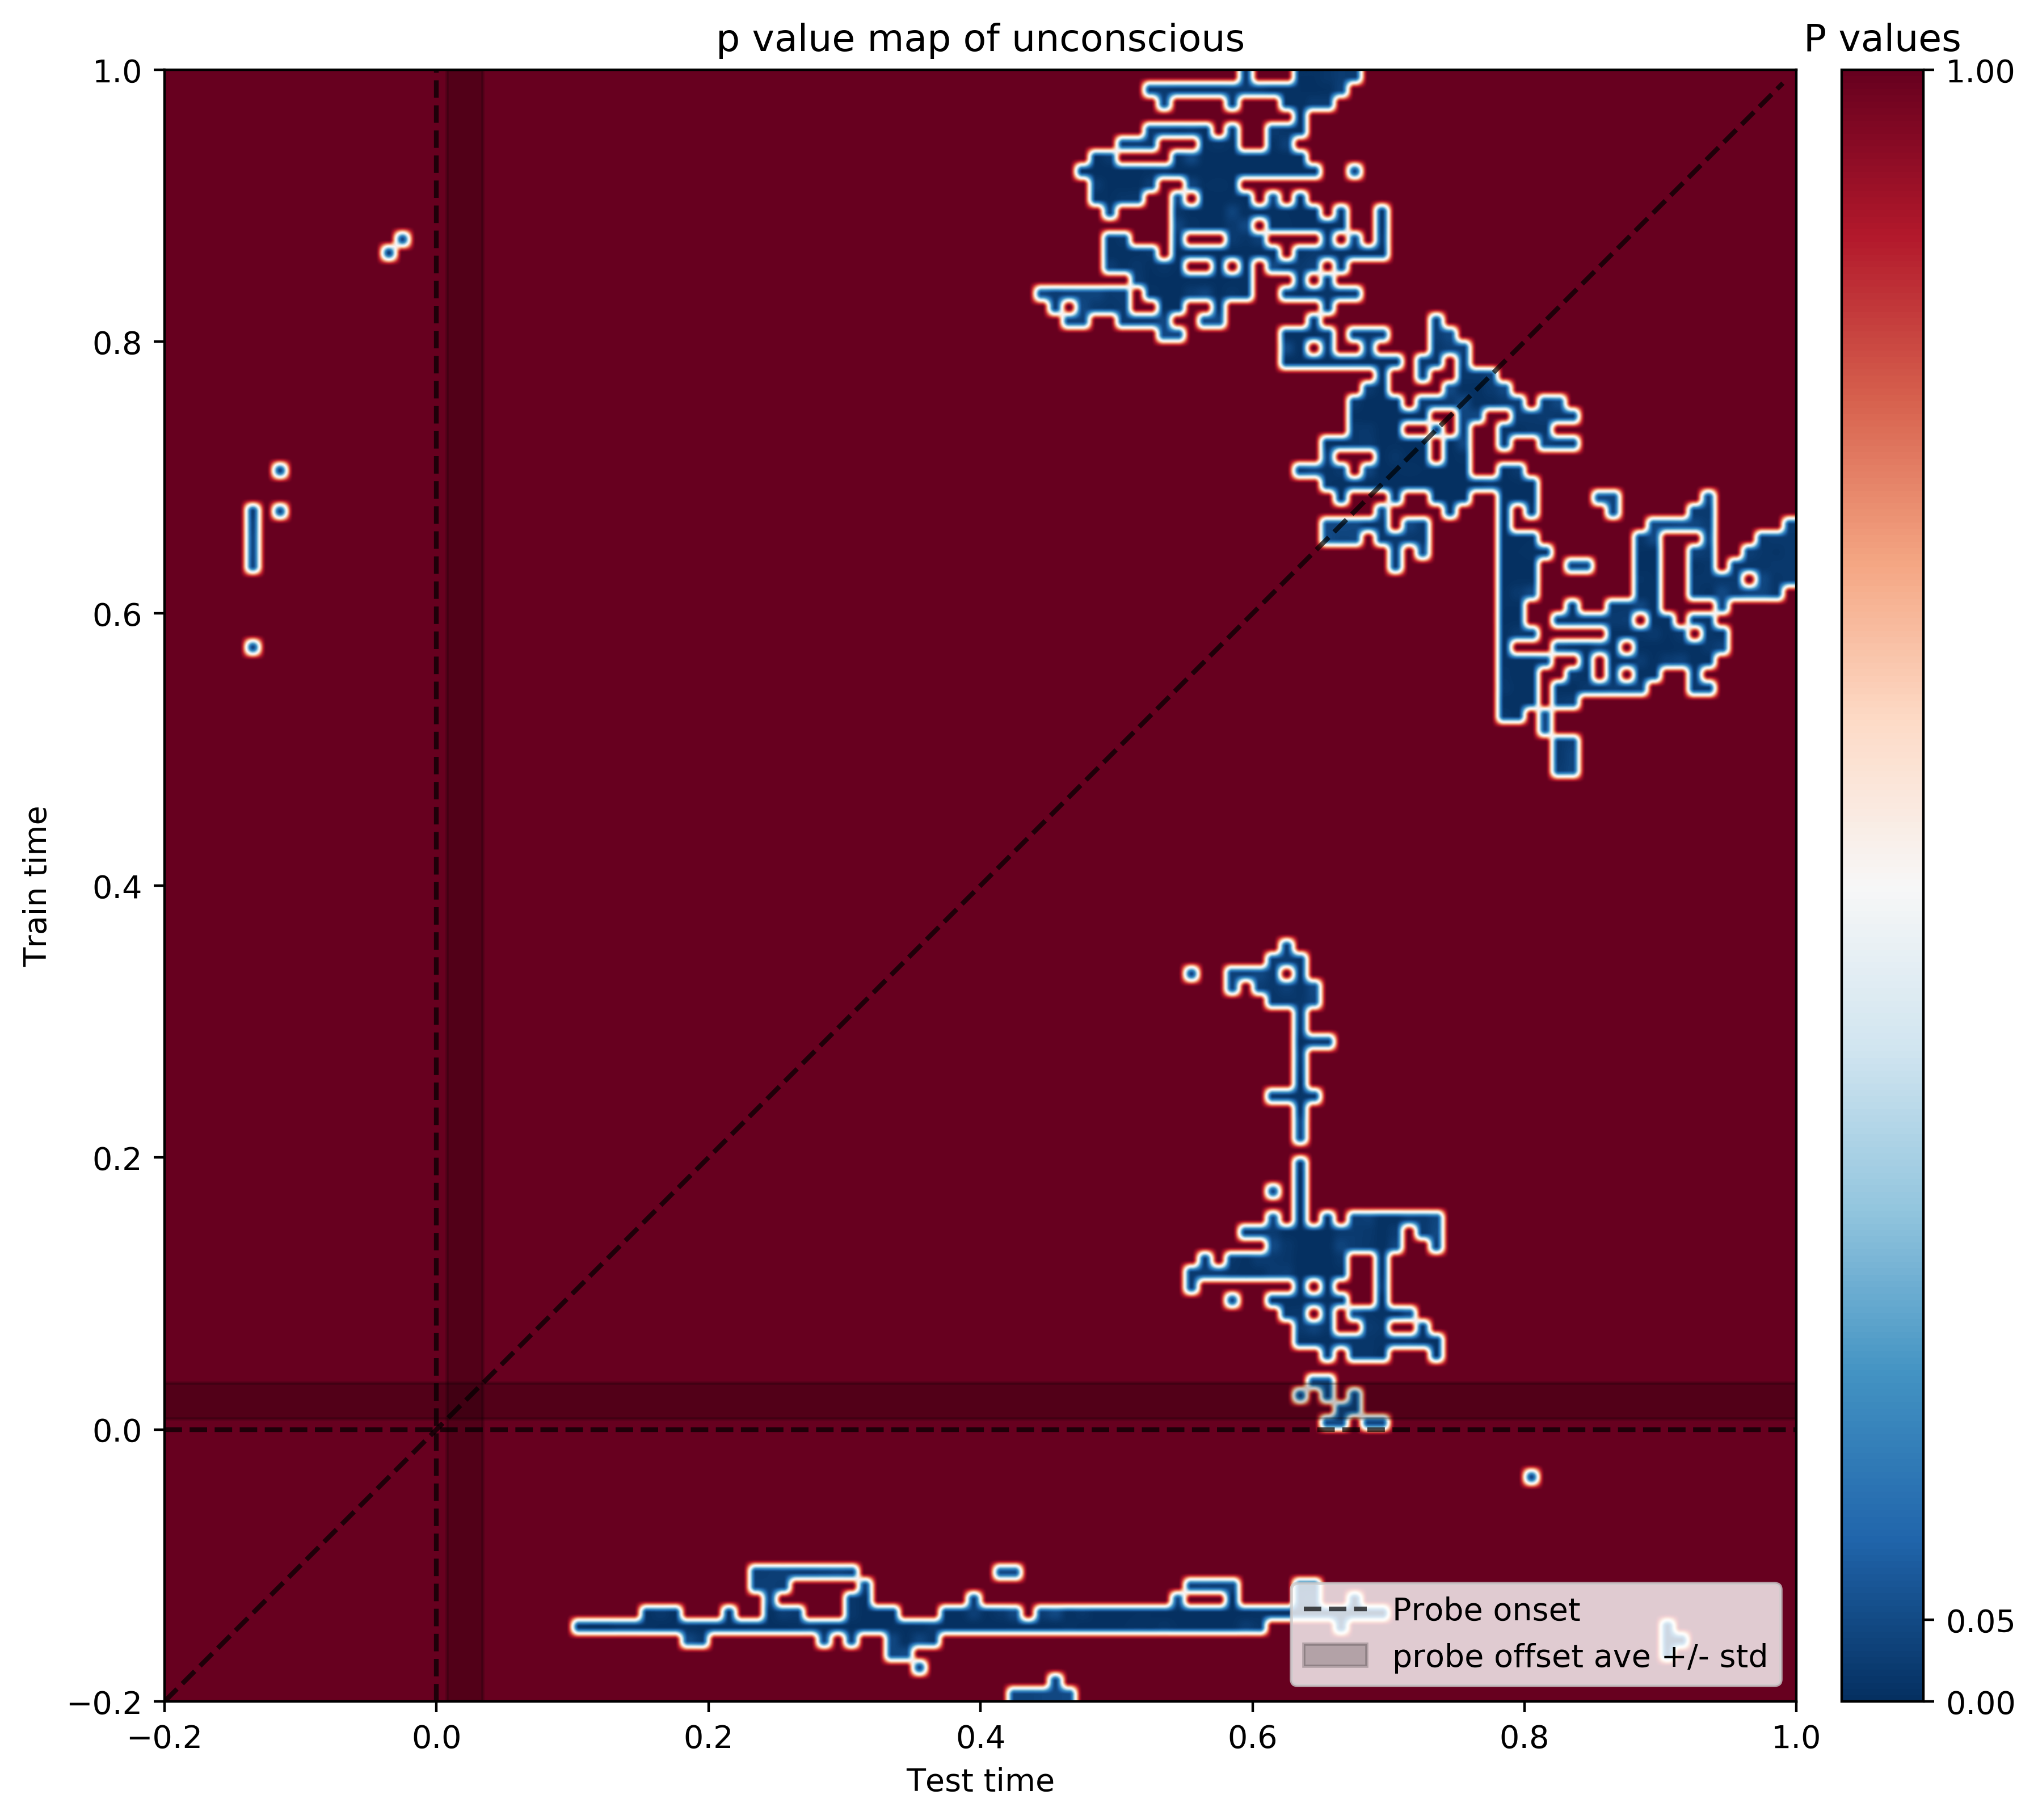 p value map of unconscious
P values
1.0
0.8
0.6
0.4
0.2
0.0
−0.2
Train time
−0.2
0.0
0.2
0.4
0.6
0.8
1.0
Test time
Probe onset
probe offset ave +/- std
1.00
0.05
0.00